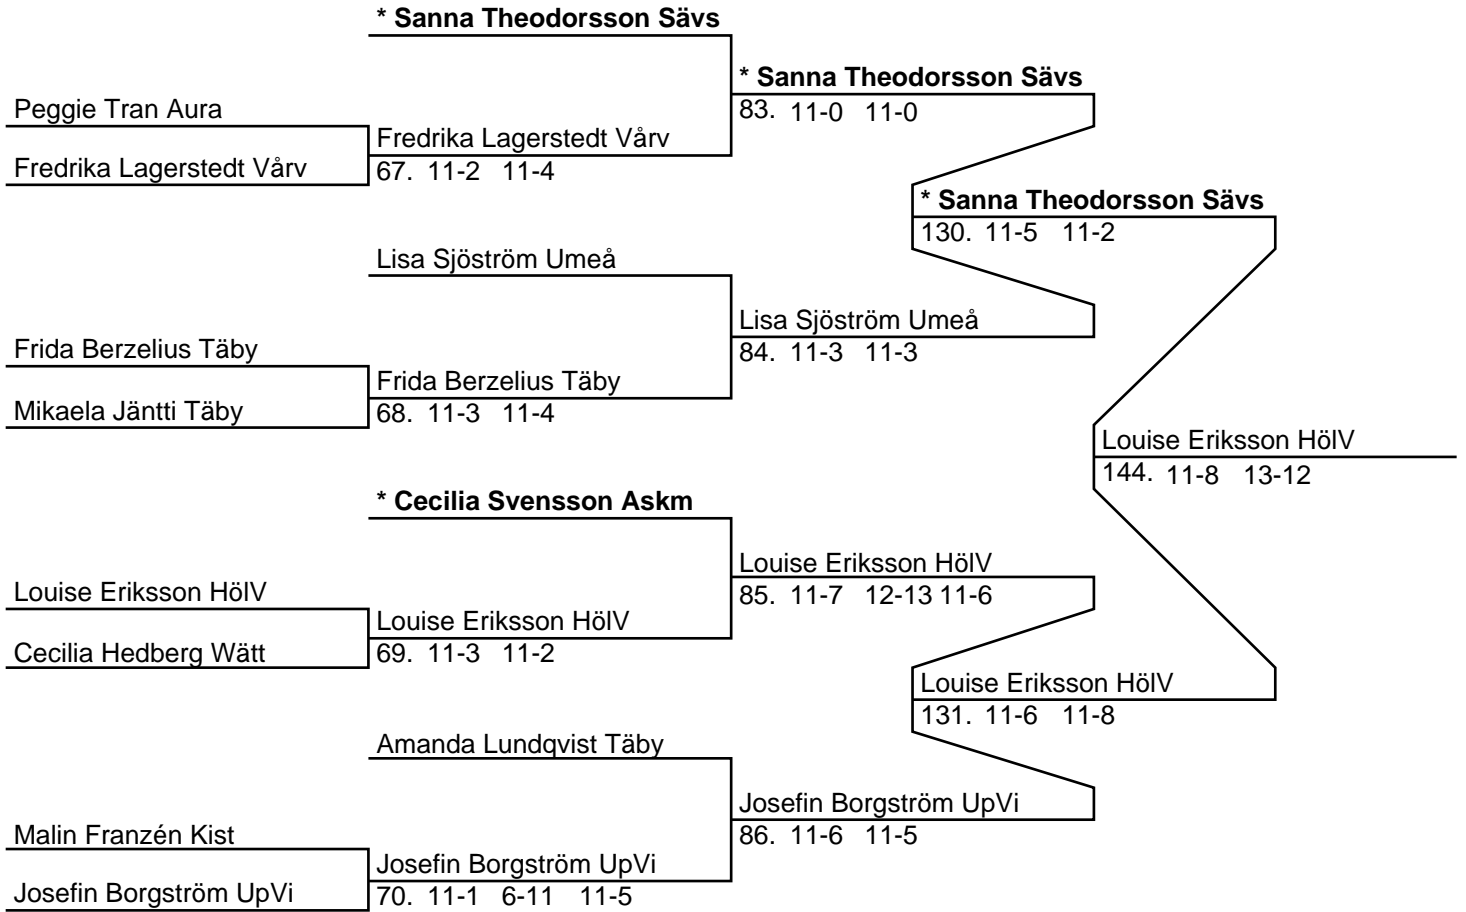 * Sanna Theodorsson Sävs
* Sanna Theodorsson Sävs
83. 11-0 11-0
Peggie Tran Aura
Fredrika Lagerstedt Vårv
Fredrika Lagerstedt Vårv
67. 11-2 11-4
* Sanna Theodorsson Sävs
130. 11-5 11-2
Lisa Sjöström Umeå
Lisa Sjöström Umeå
84. 11-3 11-3
Frida Berzelius Täby
Frida Berzelius Täby
68. 11-3 11-4
Mikaela Jäntti Täby
Louise Eriksson HölV
144. 11-8 13-12
* Cecilia Svensson Askm
Louise Eriksson HölV
85. 11-7 12-13 11-6
Louise Eriksson HölV
Louise Eriksson HölV
69. 11-3 11-2
Cecilia Hedberg Wätt
Louise Eriksson HölV
131. 11-6 11-8
Amanda Lundqvist Täby
Josefin Borgström UpVi
86. 11-6 11-5
Malin Franzén Kist
Josefin Borgström UpVi
70. 11-1 6-11 11-5
Josefin Borgström UpVi